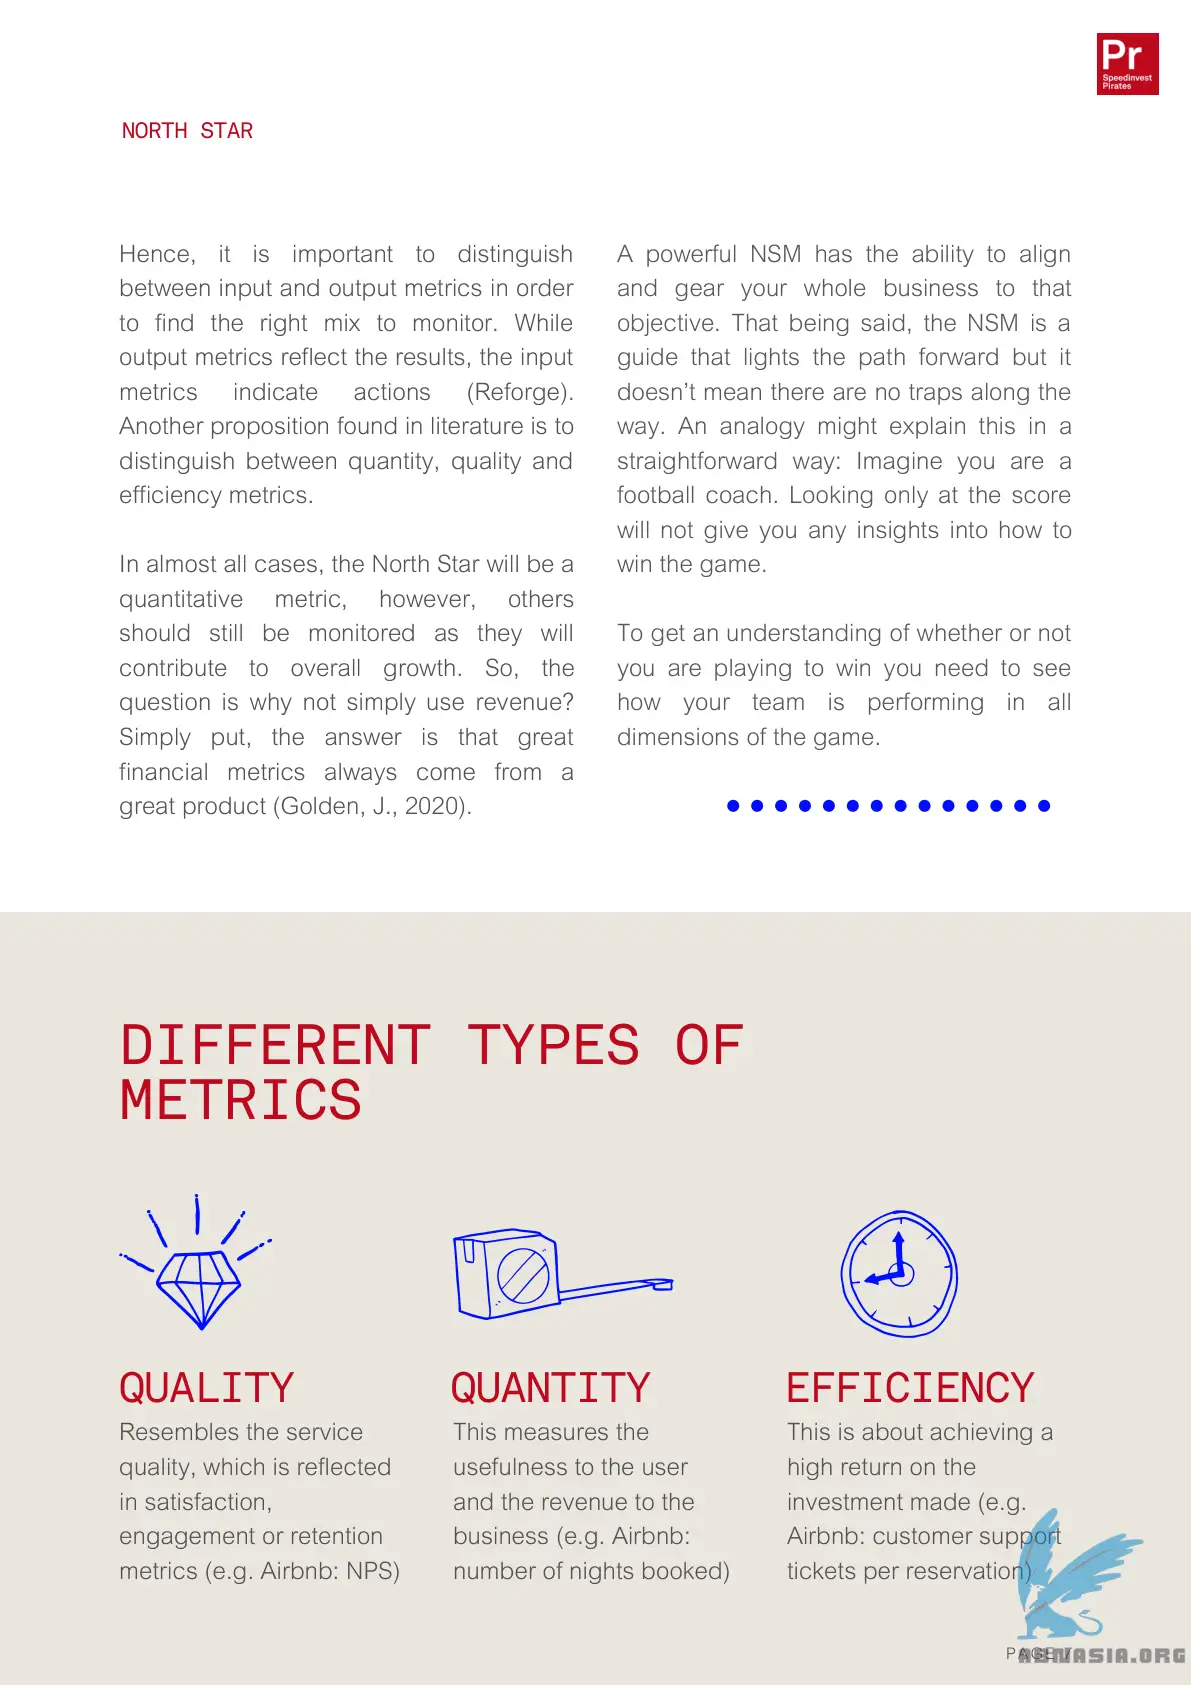 Pr
Speedinvest
Pirates
NORTH STAR
Hence, it is important to distinguish
between input and output metrics in order
to find the right mix to monitor. While
output metrics reflect the results, the input
metrics indicate actions (Reforge).
Another proposition found in literature is to
distinguish between quantity, quality and
efficiency metrics.
In almost all cases, the North Star will be a
quantitative metric, however, others
should still be monitored as they will
contribute to overall growth. So, the
question is why not simply use revenue?
Simply put, the answer is that great
financial metrics always come from a
great product (Golden, J., 2020).
A powerful NSM has the ability to align
and gear your whole business to that
objective. That being said, the NSM is a
guide that lights the path forward but it
doesn’t mean there are no traps along the
way. An analogy might explain this in a
straightforward way: Imagine you are a
football coach. Looking only at the score
will not give you any insights into how to
win the game.
To get an understanding of whether or not
you are playing to win you need to see
how your team is performing in all
dimensions of the game.
DIFFERENT TYPES OF
METRICS
QUALITY
Resembles the service
quality, which is reflected
in satisfaction,
engagement or retention
metrics (e.g. Airbnb: NPS)
QUANTITY
This measures the
usefulness to the user
and the revenue to the
business (e.g. Airbnb:
number of nights booked)
EFFICIENCY
This is about achieving a
high return on the
investment made (e.g.
Airbnb: customer support
tickets per reservation)
PAGE 7